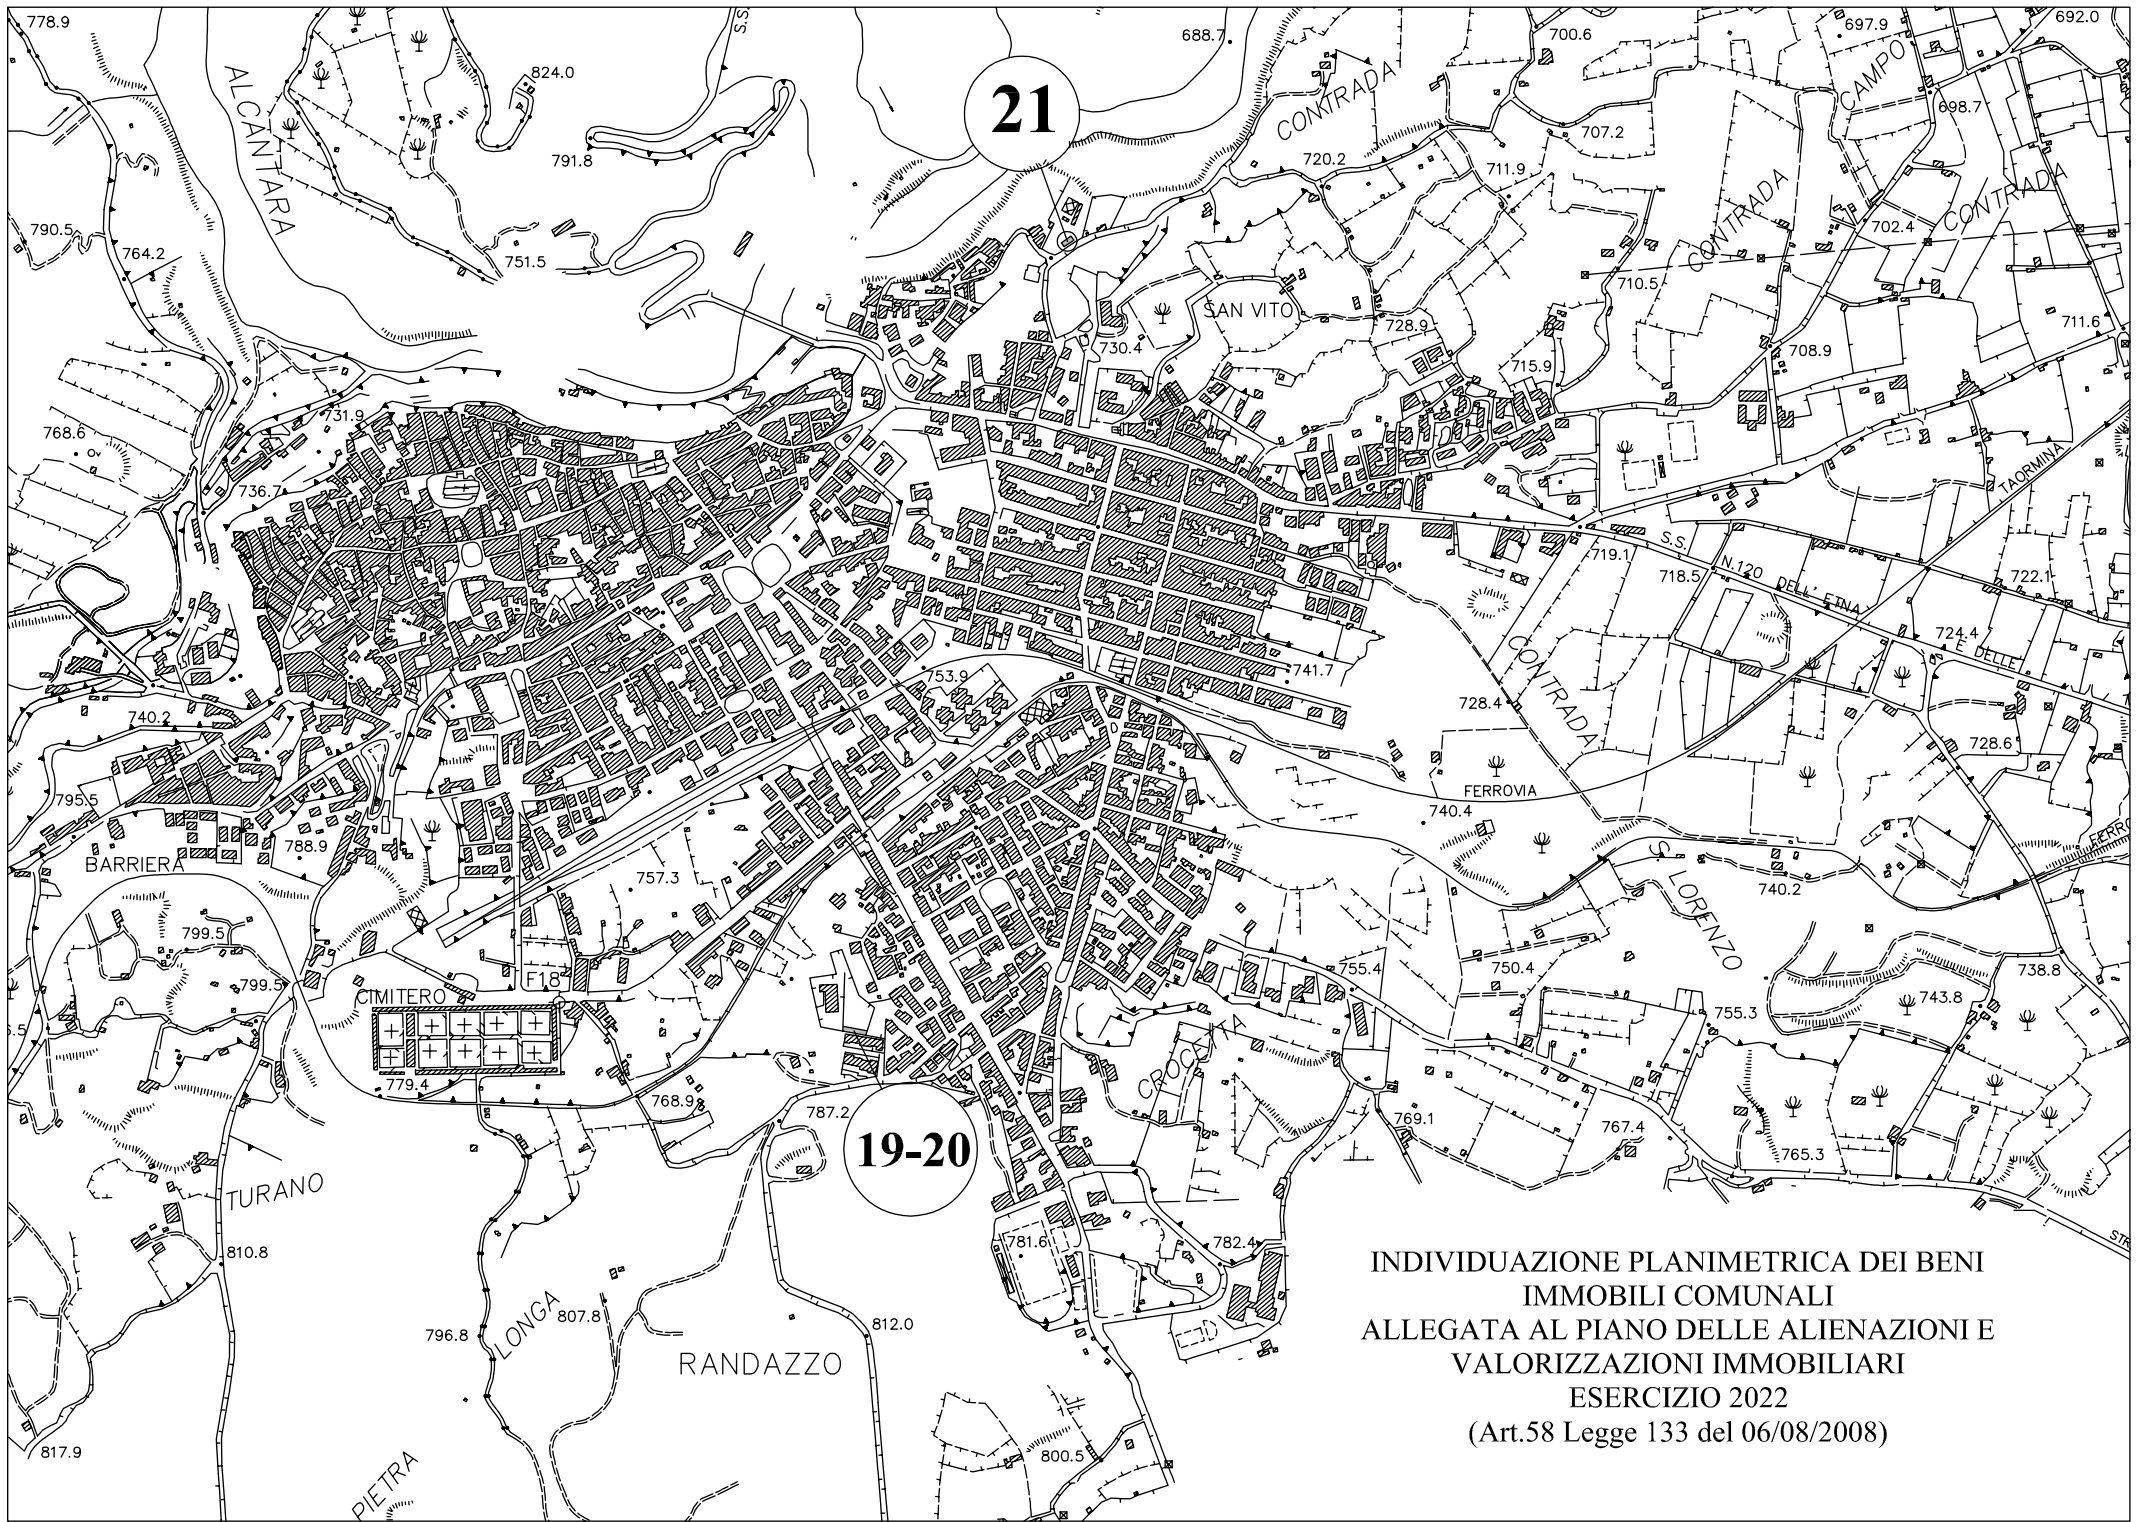 778.9
S.S.
688.7
700.6
697.9
692.0
824.0
CAMPO
ALCANTARA
21
CONTRADA
698.7
791.8
707.2
720.2
711.9
CONTRADA
CONTRADA
790.5
764.2
751.5
702.4
710.5
SAN VITO
728.9
711.6
730.4
708.9
715.9
731.9
768.6
736.7
TAORMINA
719.1
S.S.
N.120
DELL' ETNA
718.5
722.1
724.4
E DELLE
CONTRADA
741.7
753.9
728.4
740.2
728.6
795.5
FERROVIA
740.4
FERRO
788.9
BARRIERA
S. LORENZO
757.3
740.2
799.5
799.5
755.4
750.4
738.8
F18
CIMITERO
743.8
755.3
5.5
CROCETTA
779.4
768.9
787.2
769.1
767.4
19-20
765.3
TURANO
STR
810.8
781.6
782.4
INDIVIDUAZIONE PLANIMETRICA DEI BENI
IMMOBILI COMUNALI
ALLEGATA AL PIANO DELLE ALIENAZIONI E
VALORIZZAZIONI IMMOBILIARI
ESERCIZIO 2022
(Art.58 Legge 133 del 06/08/2008)
LONGA
807.8
796.8
812.0
RANDAZZO
817.9
800.5
PIETRA